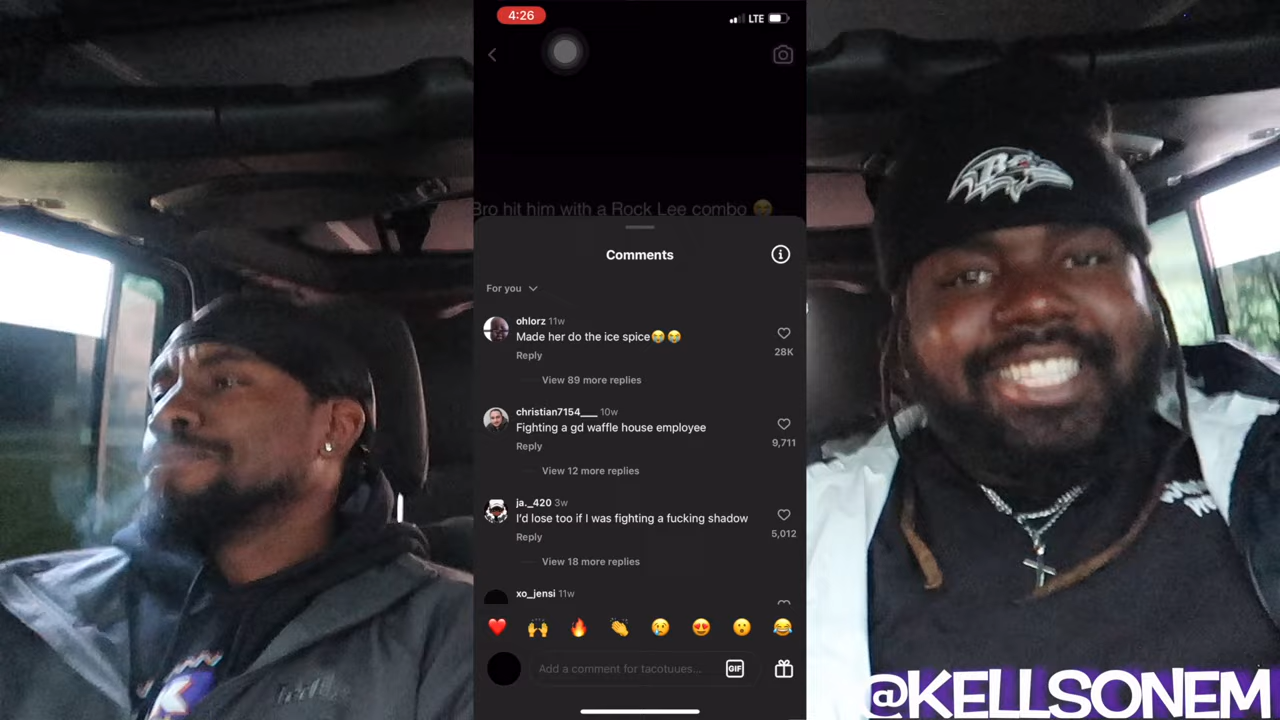 4:26
LTE
Bro hit him with a Rock Lee combo 😏
Comments
For you
ohlorz 11w
Made her do the ice spice😭😭
Reply
28K
View 89 more replies
christian7154___ 10w
Fighting a gd waffle house employee
Reply
9,711
View 12 more replies
ja._420 3w
I'd lose too if I was fighting a fucking shadow
Reply
5,012
View 18 more replies
xo_jensi 11w
❤️ 🙌 🔥 👏 😢 😍 😮 😂
Add a comment for tacotuues...
GIF
@KELLSONEM